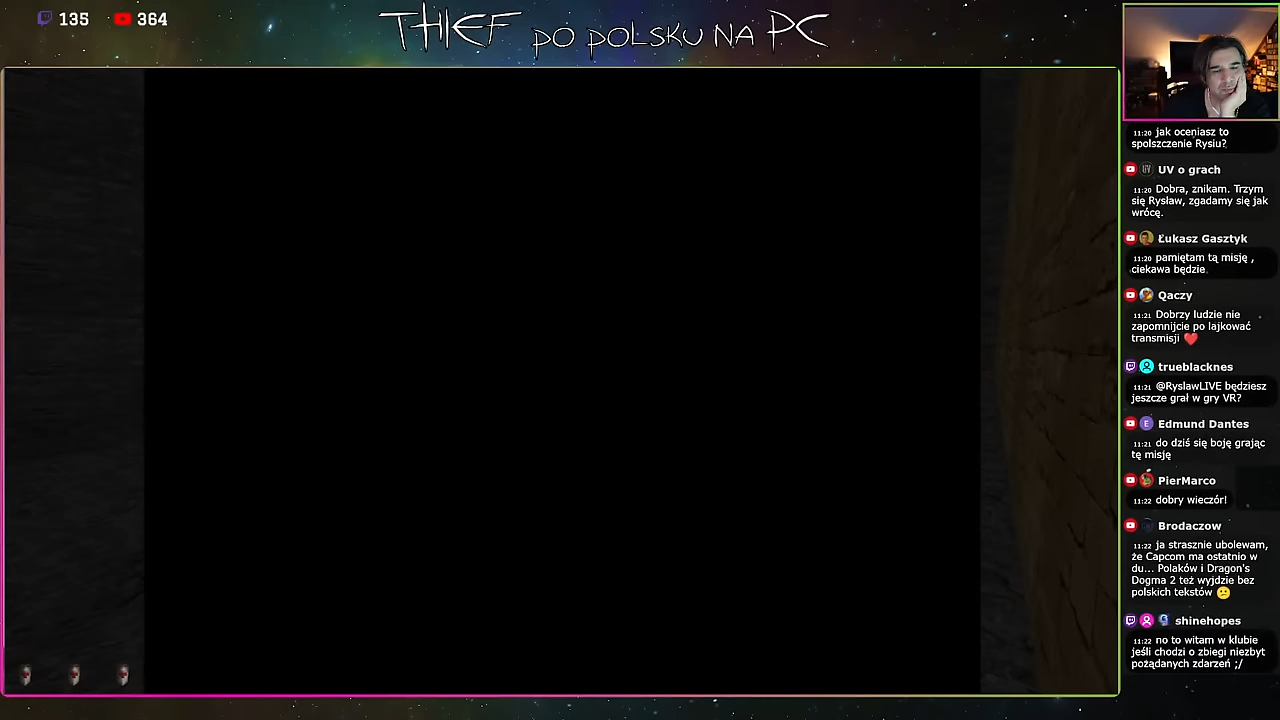 135 364
THIEF PO POLSKU NA PC
11:20 jak oceniasz to
spolszczenie Rysiu?
UV UV o grach
11:20 Dobra, znikam. Trzym
się Rysław, zgadamy się jak
wrócę.
Łukasz Gasztyk
11:20 pamiętam tą misję ,
ciekawa będzie
Qaczy
11:21 Dobrzy ludzie nie
zapomnijcie po lajkować
transmisji ❤️
trueblacknes
11:21 @RyslawLIVE będziesz
jeszcze grał w gry VR?
E Edmund Dantes
11:21 do dziś się boję grając
tę misję
PierMarco
11:22 dobry wieczór!
Brodaczow
11:22 ja strasznie ubolewam,
że Capcom ma ostatnio w
du... Polaków i Dragon's
Dogma 2 też wyjdzie bez
polskich tekstów 😕
shinehopes
11:22 no to witam w klubie
jeśli chodzi o zbiegi niezbyt
pożądanych zdarzeń ;/